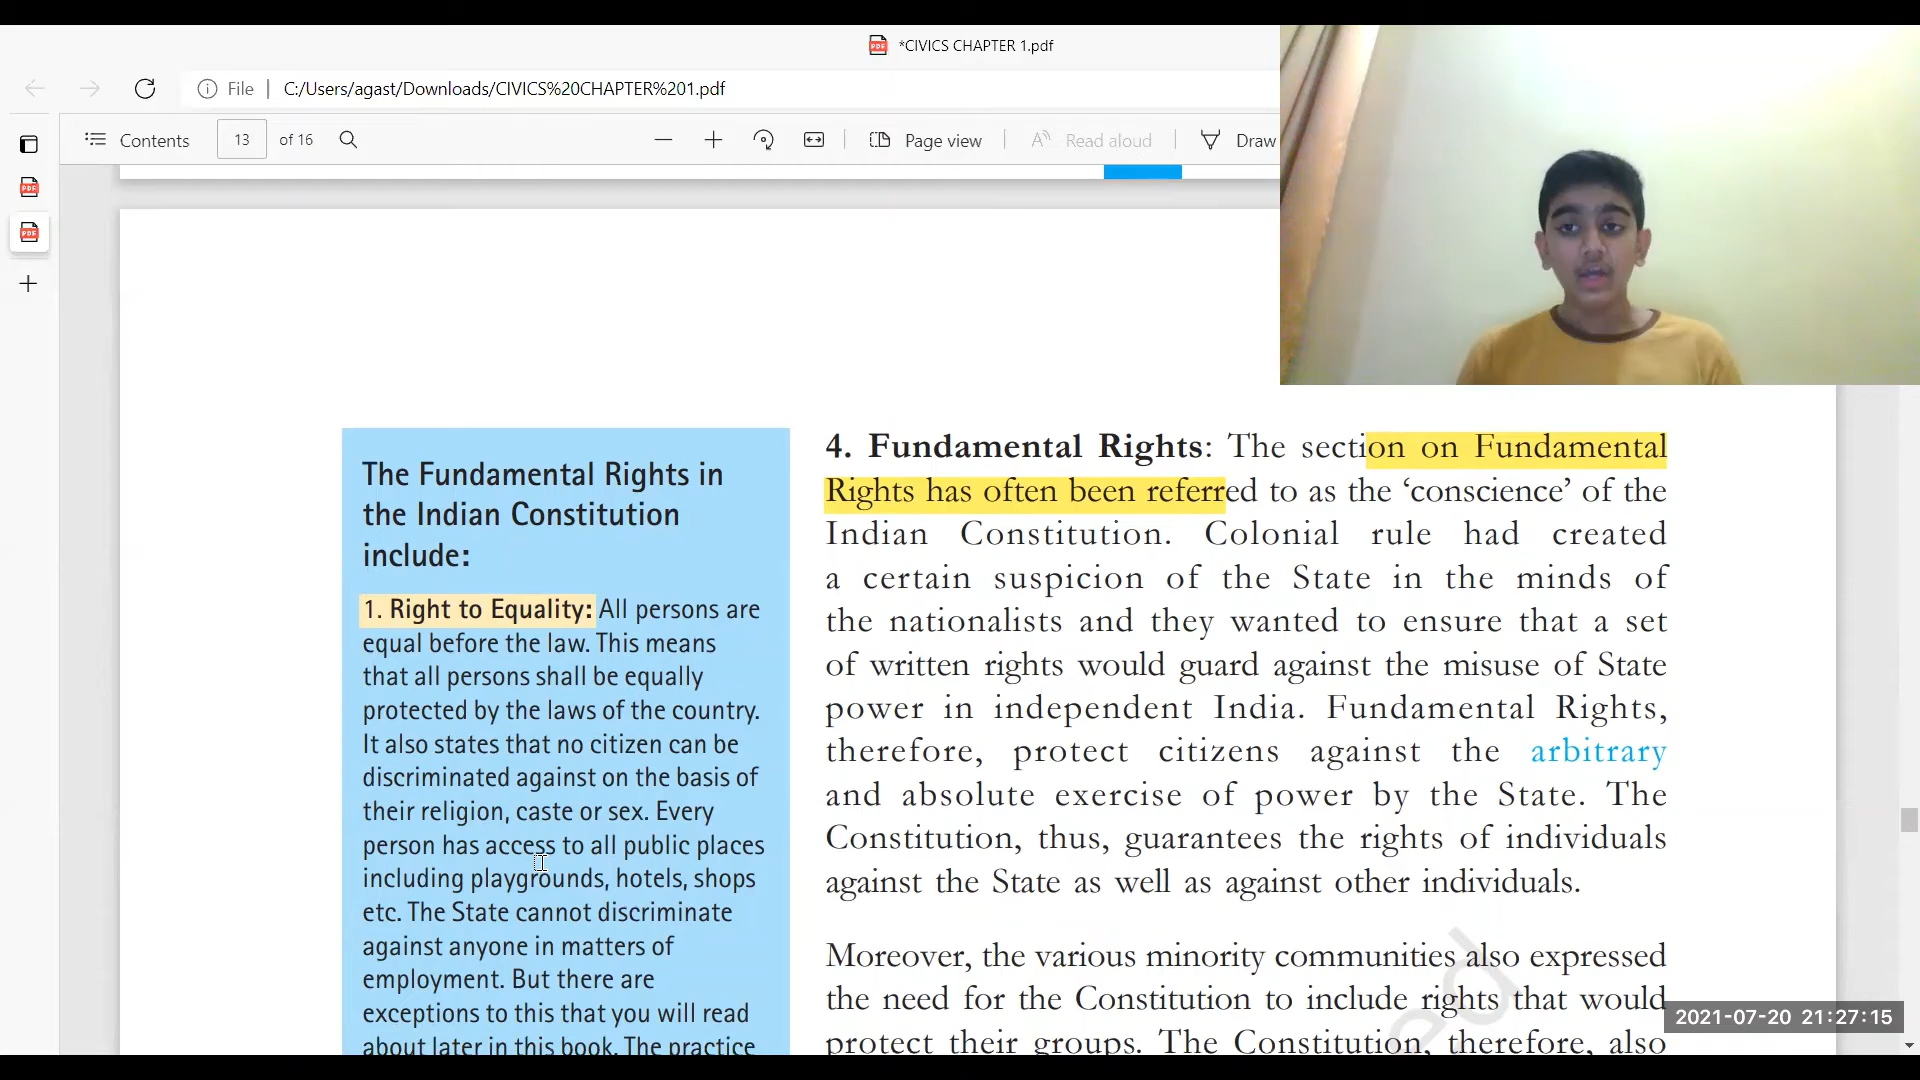 *CIVICS CHAPTER 1.pdf
File | C:/Users/agast/Downloads/CIVICS%20CHAPTER%201.pdf
Contents 13 of 16 Page view Read aloud Draw
The Fundamental Rights in
the Indian Constitution
include:
1. Right to Equality: All persons are
equal before the law. This means
that all persons shall be equally
protected by the laws of the country.
It also states that no citizen can be
discriminated against on the basis of
their religion, caste or sex. Every
person has access to all public places
including playgrounds, hotels, shops
etc. The State cannot discriminate
against anyone in matters of
employment. But there are
exceptions to this that you will read
about later in this book. The practice
4. Fundamental Rights: The section on Fundamental
Rights has often been referred to as the ‘conscience’ of the
Indian Constitution. Colonial rule had created
a certain suspicion of the State in the minds of
the nationalists and they wanted to ensure that a set
of written rights would guard against the misuse of State
power in independent India. Fundamental Rights,
therefore, protect citizens against the arbitrary
and absolute exercise of power by the State. The
Constitution, thus, guarantees the rights of individuals
against the State as well as against other individuals.
Moreover, the various minority communities also expressed
the need for the Constitution to include rights that would
protect their groups. The Constitution, therefore, also
2021-07-20 21:27:15